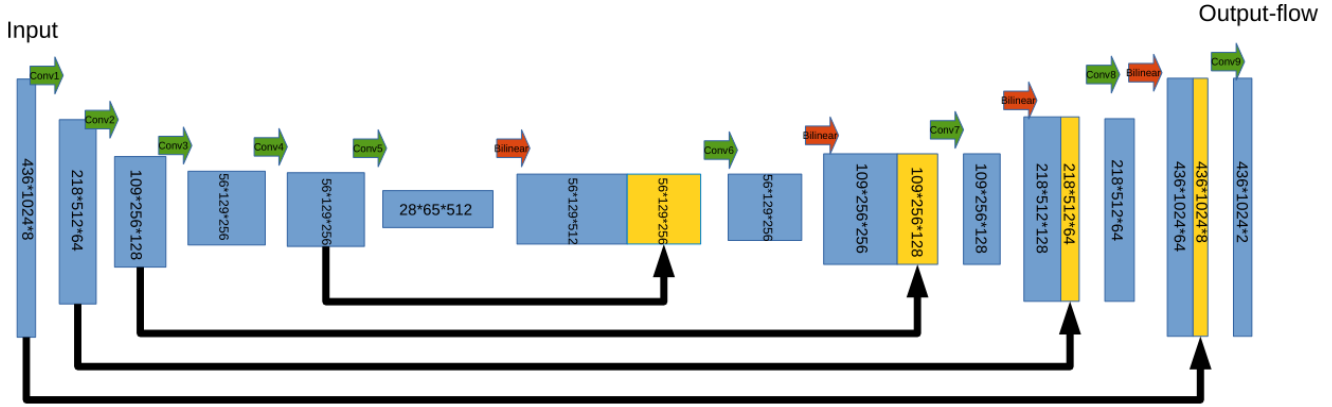 Input
Output-flow
Conv1
436*1024*8
Conv2
218*512*64
Conv3
109*256*128
Conv4
56*129*256
Conv5
56*129*256
28*65*512
Bilinear
56*129*512
56*129*256
Conv6
56*129*256
Bilinear
109*256*256
109*256*128
Conv7
109*256*128
Bilinear
218*512*128
218*512*64
Conv8
218*512*64
Bilinear
436*1024*64
436*1024*8
Conv9
436*1024*2